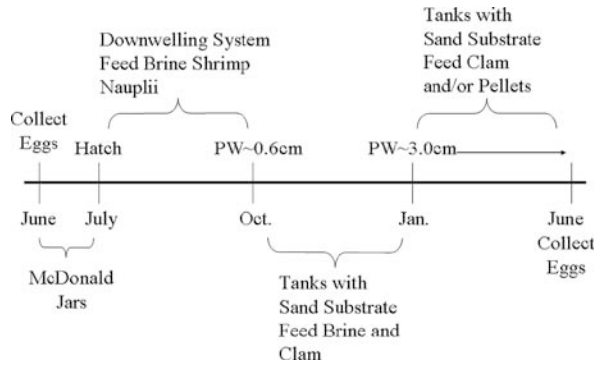 Downwelling System
Feed Brine Shrimp
Nauplii
Tanks with
Sand Substrate
Feed Clam
and/or Pellets
Collect
Eggs
Hatch
PW~0.6cm
PW~3.0cm
June
July
Oct.
Jan.
June
Collect
Eggs
McDonald
Jars
Tanks with
Sand Substrate
Feed Brine and
Clam